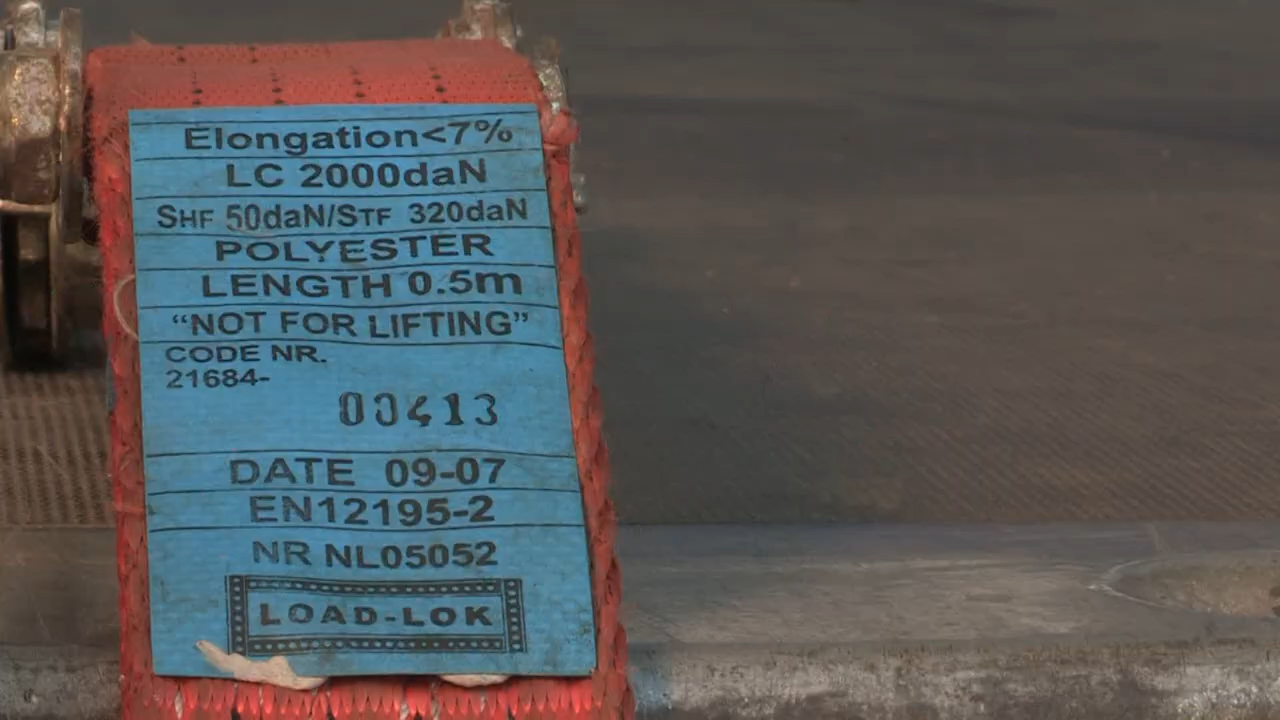 Elongation<7%
LC 2000daN
SHF 50daN/STF 320daN
POLYESTER
LENGTH 0.5m
“NOT FOR LIFTING”
CODE NR.
21684-
00413
DATE 09-07
EN12195-2
NR NL05052
LOAD-LOK